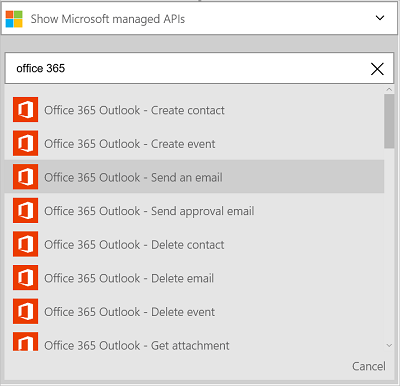 Show Microsoft managed APIs
office 365
Office 365 Outlook - Create contact
Office 365 Outlook - Create event
Office 365 Outlook - Send an email
Office 365 Outlook - Send approval email
Office 365 Outlook - Delete contact
Office 365 Outlook - Delete email
Office 365 Outlook - Delete event
Office 365 Outlook - Get attachment
Cancel